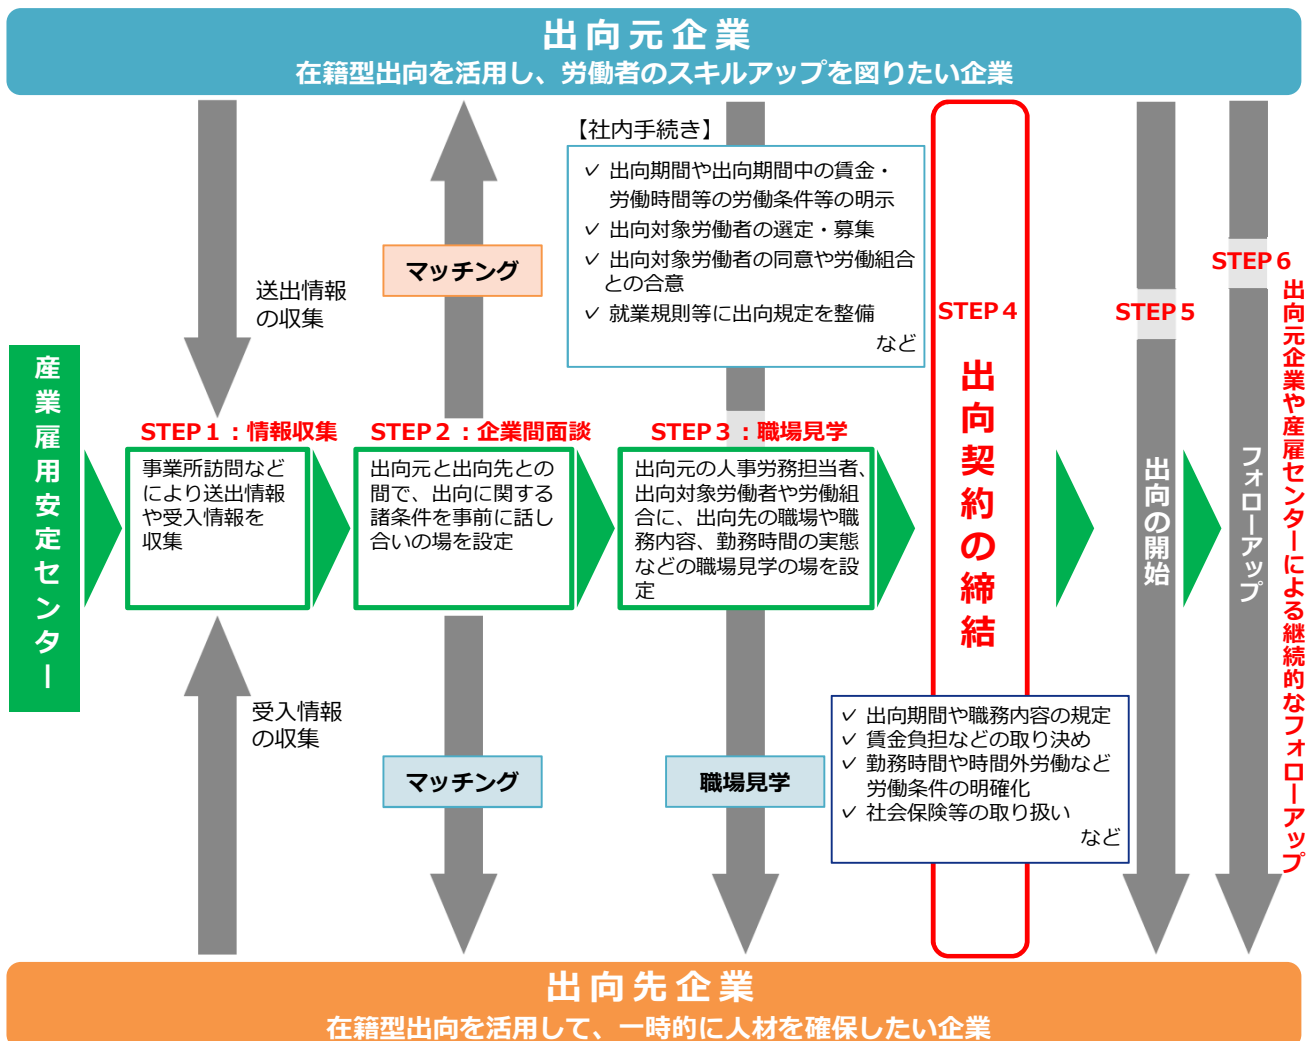 出向元企業
在籍型出向を活用し、労働者のスキルアップを図りたい企業
【社内手続き】
✓ 出向期間や出向期間中の賃金・
労働時間等の労働条件等の明示
✓ 出向対象労働者の選定・募集
✓ 出向対象労働者の同意や労働組合
との合意
✓ 就業規則等に出向規定を整備
など
マッチング
送出情報
の収集
産業雇用安定センター
STEP１：情報収集
事業所訪問など
により送出情報
や受入情報を
収集
STEP２：企業間面談
出向元と出向先との
間で、出向に関する
諸条件を事前に話し
合いの場を設定
STEP３：職場見学
出向元の人事労務担当者、
出向対象労働者や労働組
合に、出向先の職場や職
務内容、勤務時間の実態
などの職場見学の場を設
定
STEP４
出向契約の締結
STEP５
出向の開始
STEP６
フォローアップ
出向元企業や産雇センターによる継続的なフォローアップ
受入情報
の収集
マッチング
職場見学
✓ 出向期間や職務内容の規定
✓ 賃金負担などの取り決め
✓ 勤務時間や時間外労働など
労働条件の明確化
✓ 社会保険等の取り扱い
など
出向先企業
在籍型出向を活用して、一時的に人材を確保したい企業